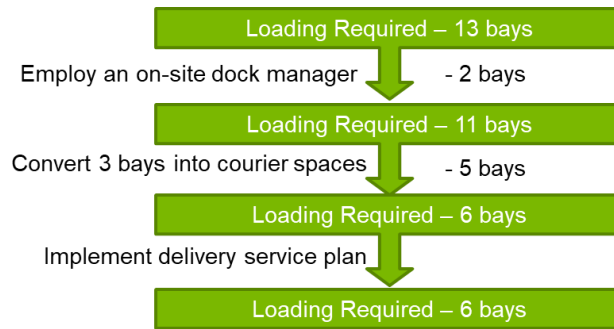 Loading Required – 13 bays
Employ an on-site dock manager - 2 bays
Loading Required – 11 bays
Convert 3 bays into courier spaces - 5 bays
Loading Required – 6 bays
Implement delivery service plan
Loading Required – 6 bays